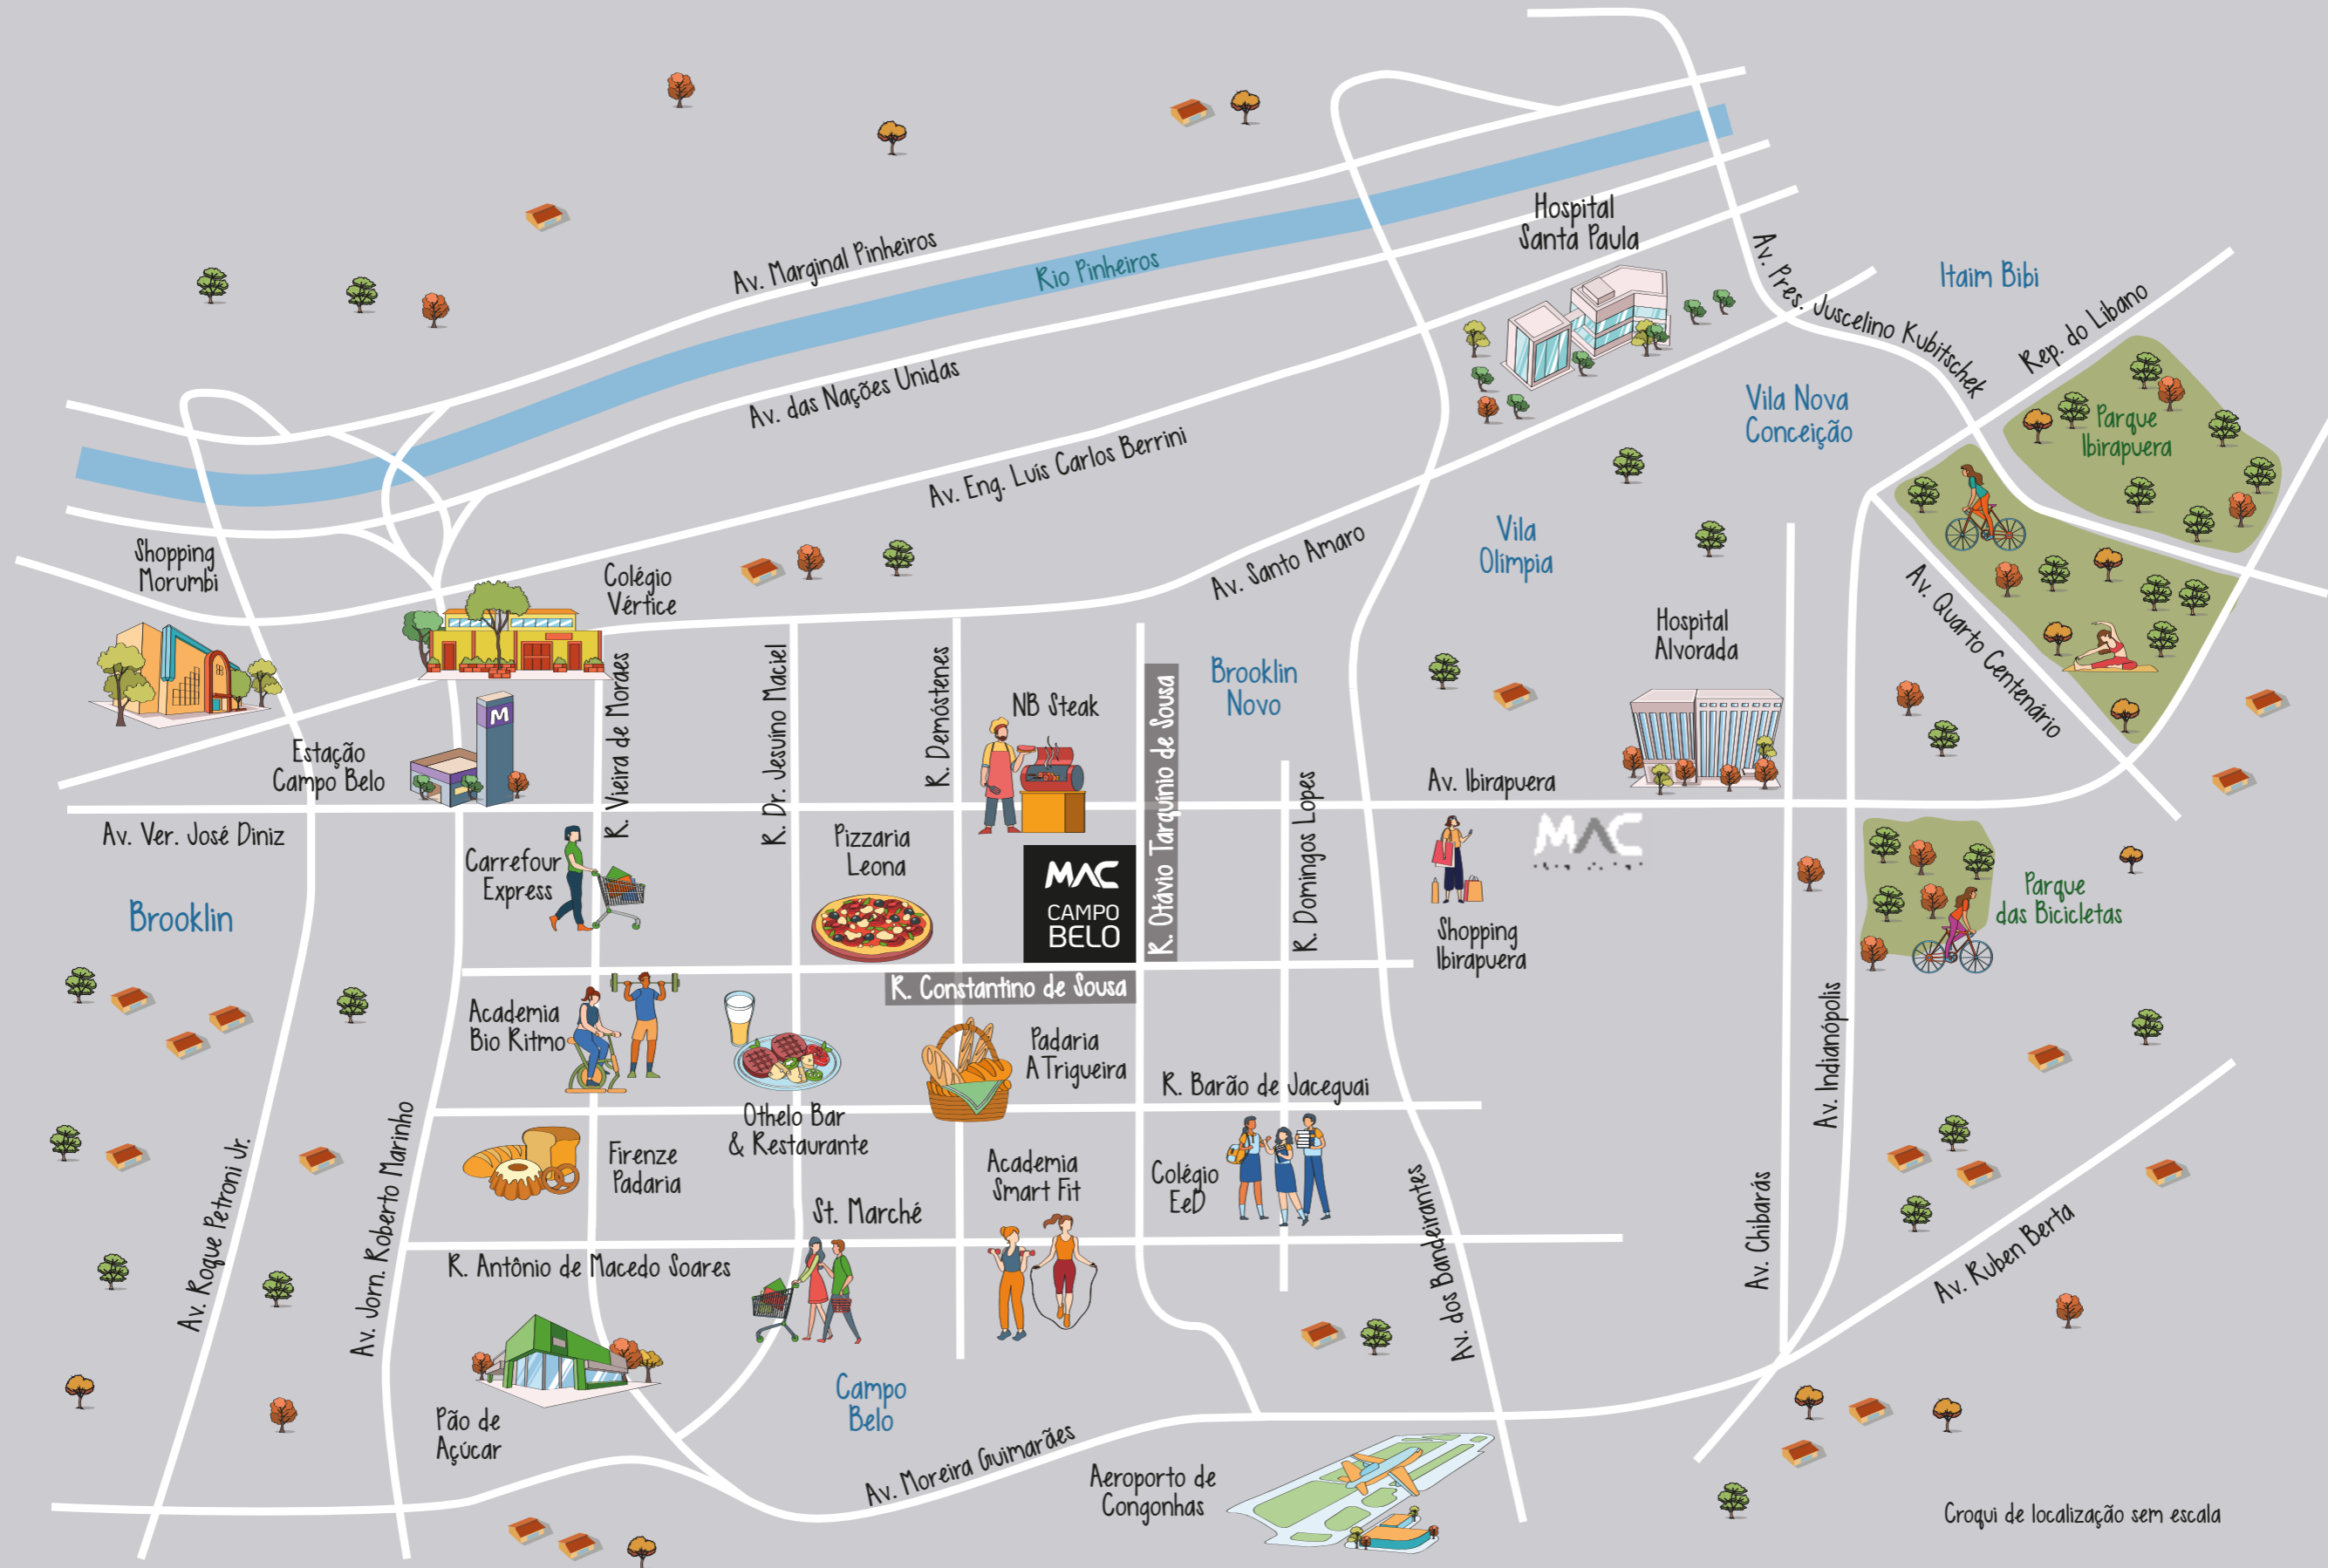 Av. Marginal Pinheiros
Rio Pinheiros
Hospital
Santa Paula
Av. Pres. Juscelino Kubitschek
Itaim Bibi
Rep. do Líbano
Parque
Ibirapuera
Vila Nova
Conceição
Av. das Nações Unidas
Av. Eng. Luís Carlos Berrini
Av. Santo Amaro
Vila
Olímpia
Shopping
Morumbi
Colégio
Vértice
Av. Quarto Centenário
Hospital
Alvorada
R. Vieira de Moraes
R. Dr. Jesuíno Maciel
R. Demóstenes
NB Steak
R. Otávio Tarquínio de Sousa
Brooklin
Novo
M
Estação
Campo Belo
Av. Ibirapuera
R. Domingos Lopes
Av. Ver. José Diniz
Carrefour
Express
Pizzaria
Leona
MAC
CAMPO
BELO
MAC
Shopping
Ibirapuera
Parque
das Bicicletas
Brooklin
R. Constantino de Sousa
Academia
Bio Ritmo
Padaria
A Trigueira
R. Barão de Jaceguai
Av. Indianópolis
Othelo Bar
& Restaurante
Firenze
Padaria
Academia
Smart Fit
Colégio
EeD
Av. Roque Petroni Jr.
Av. Jorn. Roberto Marinho
St. Marché
Av. dos Bandeirantes
Av. Chibarás
Av. Ruben Berta
R. Antônio de Macedo Soares
Campo
Belo
Pão de
Açúcar
Av. Moreira Guimarães
Aeroporto de
Congonhas
Croqui de localização sem escala